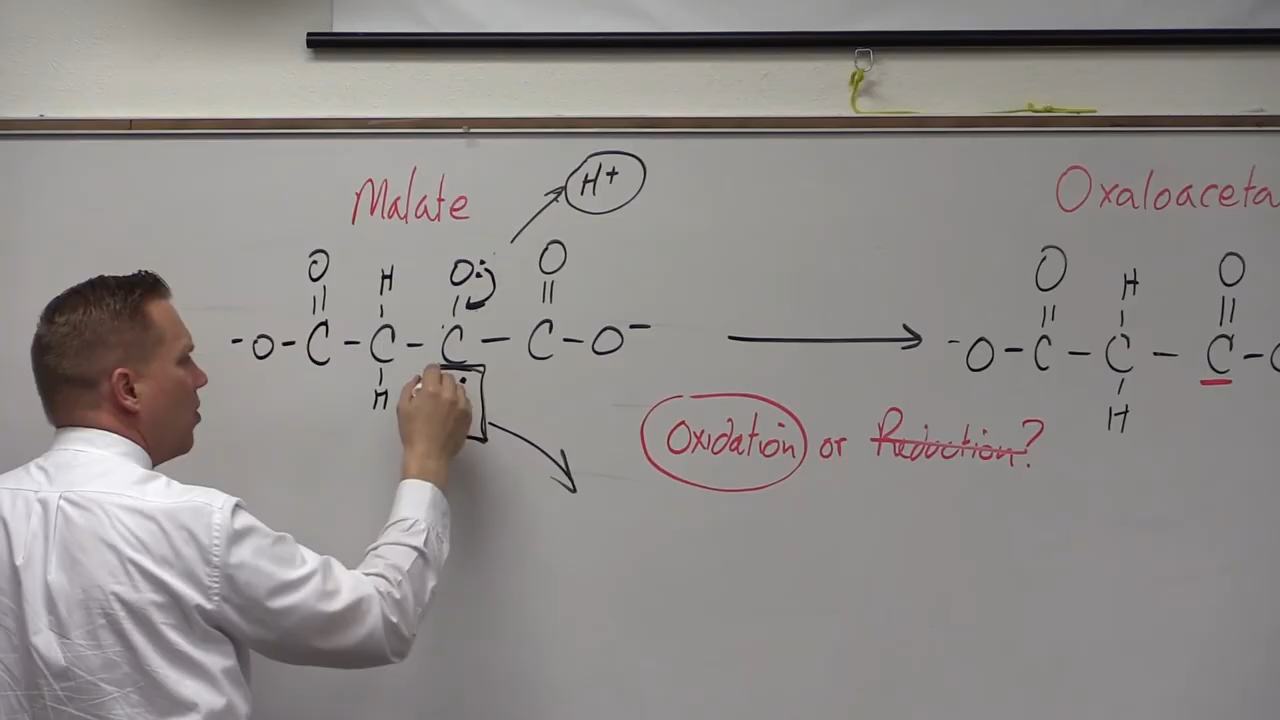 Malate
H+
Oxaloaceta
O H O: O
-O-C-C-C-C-O-
H
O H O
-O-C-C-C-
H
Oxidation or Reduction?